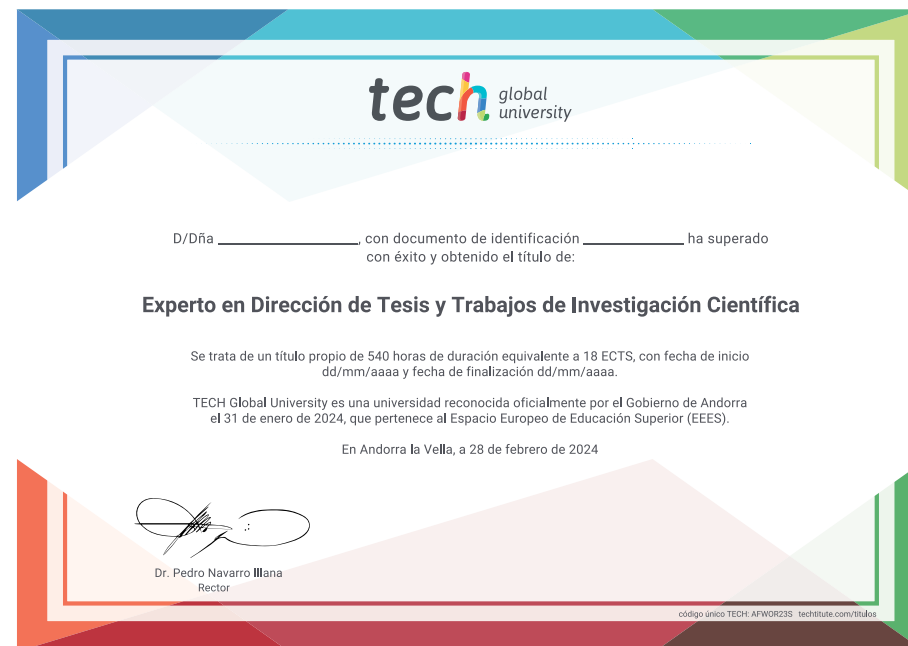 tech global university
D/Dña ____________________, con documento de identificación ______________ ha superado
con éxito y obtenido el título de:
Experto en Dirección de Tesis y Trabajos de Investigación Científica
Se trata de un título propio de 540 horas de duración equivalente a 18 ECTS, con fecha de inicio
dd/mm/aaaa y fecha de finalización dd/mm/aaaa.
TECH Global University es una universidad reconocida oficialmente por el Gobierno de Andorra
el 31 de enero de 2024, que pertenece al Espacio Europeo de Educación Superior (EEES).
En Andorra la Vella, a 28 de febrero de 2024
Dr. Pedro Navarro Illana
Rector
código único TECH: AFWOR23S techtitute.com/titulos